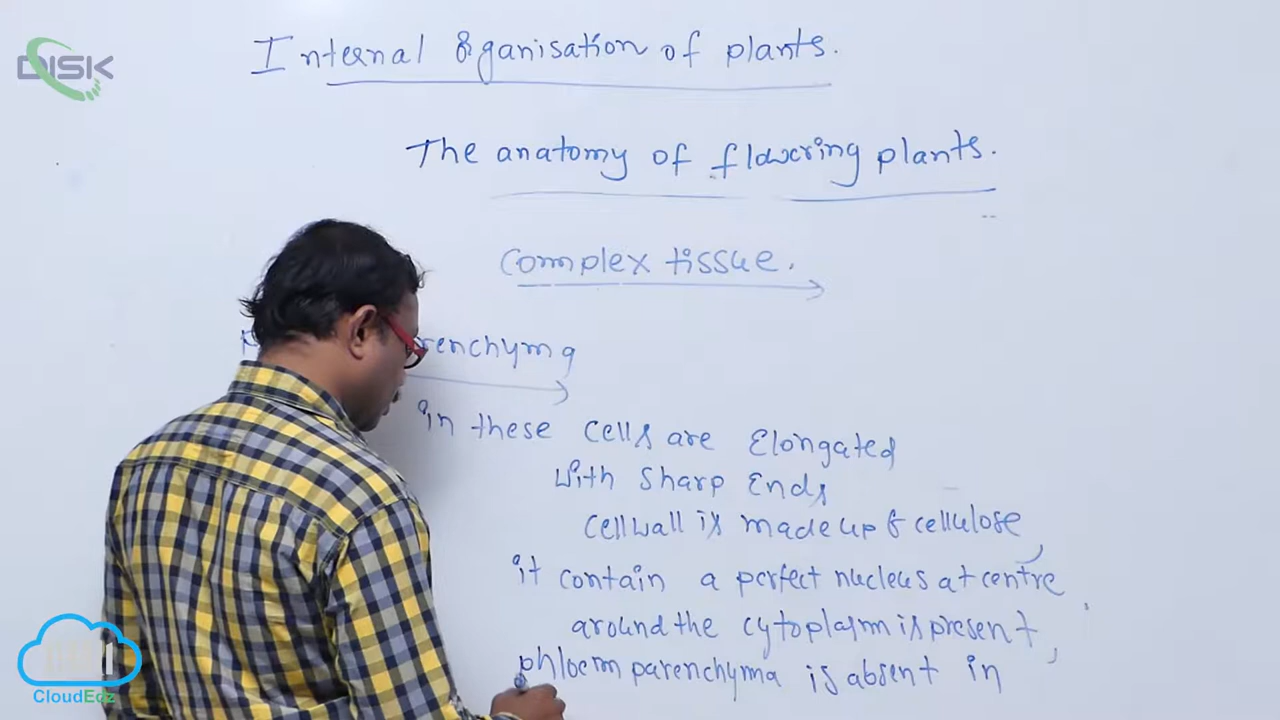 DISK
Internal organisation of plants.
The anatomy of flowering plants.
complex tissue.
renchyma
in these cells are Elongated
with sharp Ends
cellwall is made up of cellulose,
it contain a perfect nucleus at centre
around the cytoplasm is present,
phloem parenchyma is absent in
CloudEdz